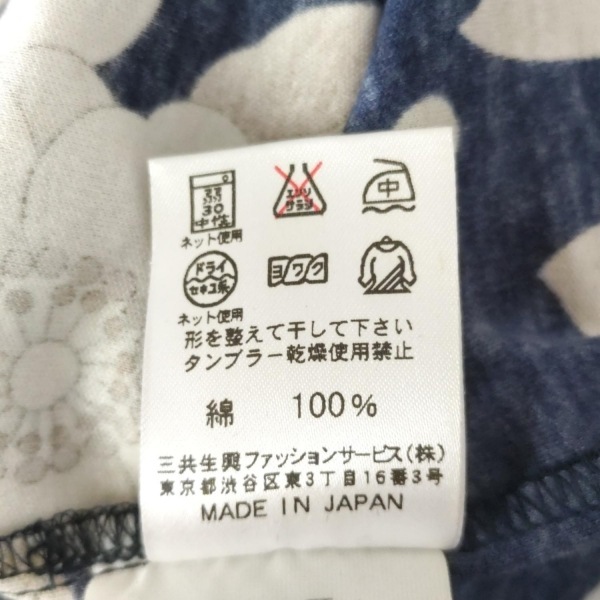 弱
30
中性
ネット使用
エンソ
サラシ
中
ドライ
セキユ系
ネット使用
ヨワク
形を整えて干して下さい
タンブラー乾燥使用禁止
綿 100%
三共生興ファッションサービス(株)
東京都渋谷区東3丁目16番3号
MADE IN JAPAN